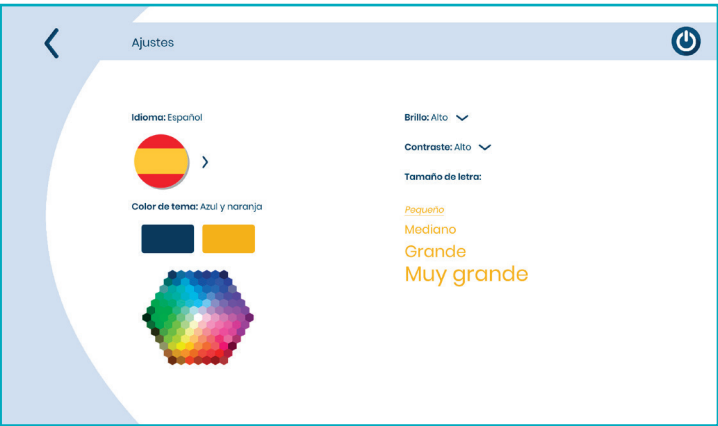 Ajustes
Idioma: Español
Color de tema: Azul y naranja
Brillo: Alto
Contraste: Alto
Tamaño de letra:
Pequeño
Mediano
Grande
Muy grande